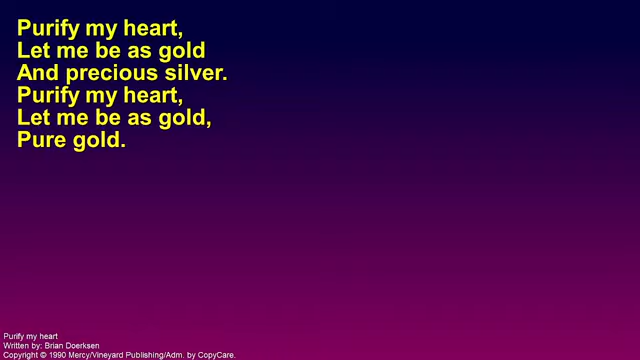 Purify my heart,
Let me be as gold
And precious silver.
Purify my heart,
Let me be as gold,
Pure gold.
Purify my heart
Written by: Brian Doerksen
Copyright © 1990 Mercy/Vineyard Publishing/Adm. by CopyCare.